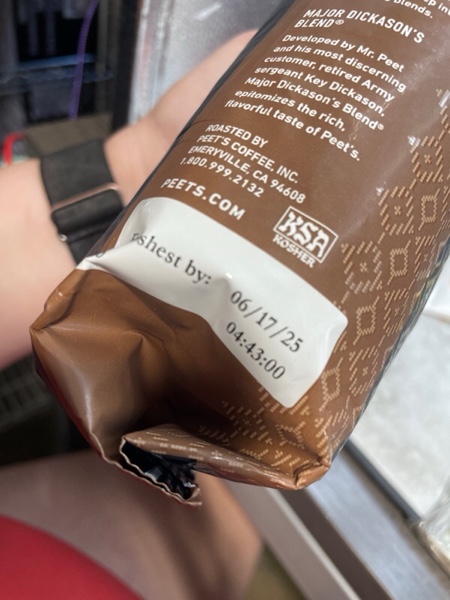 blends.
MAJOR DICKASON'S
BLEND®
Developed by Mr. Peet
and his most discerning
customer, retired Army
sergeant Key Dickason,
Major Dickason's Blend®
epitomizes the rich,
flavorful taste of Peet's.
ROASTED BY
PEET'S COFFEE, INC.
EMERYVILLE, CA 94608
1.800.999.2132
PEETS.COM
KSA
KOSHER
eshest by:
06/17/25
04:43:00